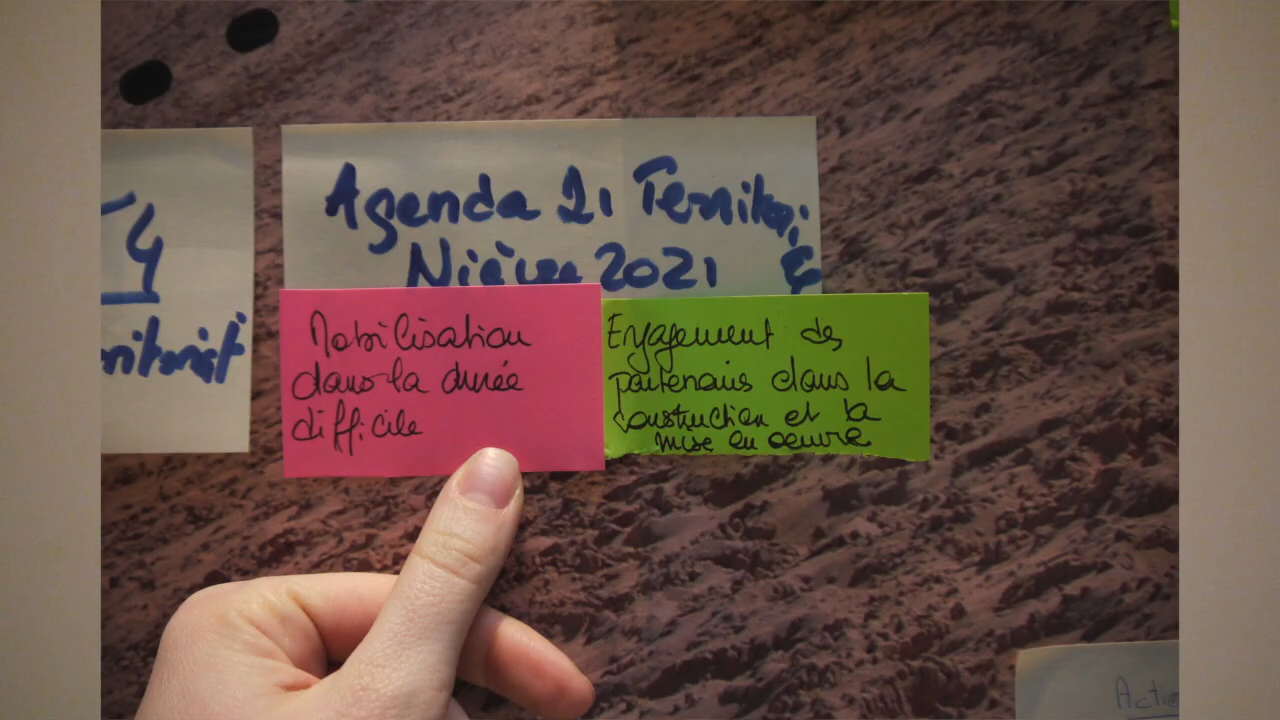 Agenda 21 Territori
Nièvre 2021 &
Mobilisation
dans la durée
difficile
Engagement des
partenaires dans la
construction et la
mise en oeuvre